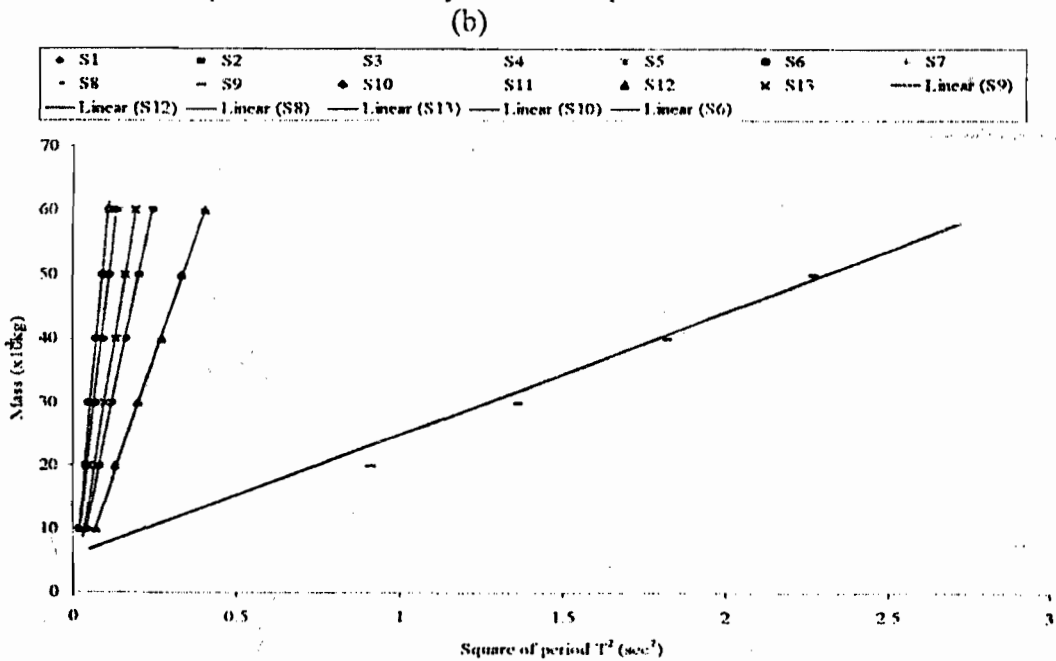 (b)
S1 S2 S3 S4 S5 S6 S7
S8 S9 S10 S11 S12 S13 Linear (S9)
Linear (S12) Linear (S8) Linear (S13) Linear (S10) Linear (S6)
70
60
50
40
30
20
10
0
Mass
0 0.5 1 1.5 2 2.5 3
Square of period T² (sec²)